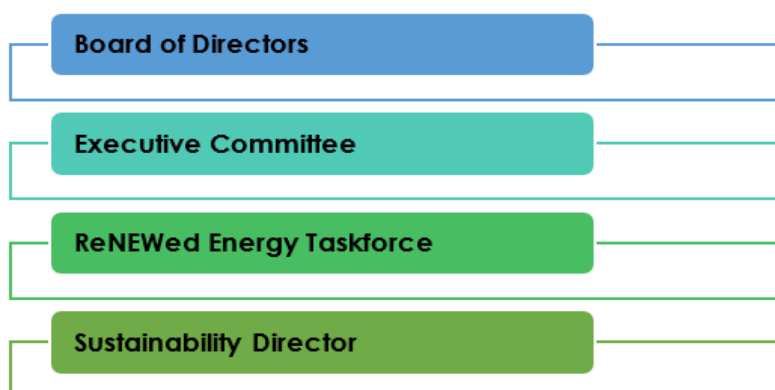 Board of Directors
Executive Committee
ReNEWed Energy Taskforce
Sustainability Director